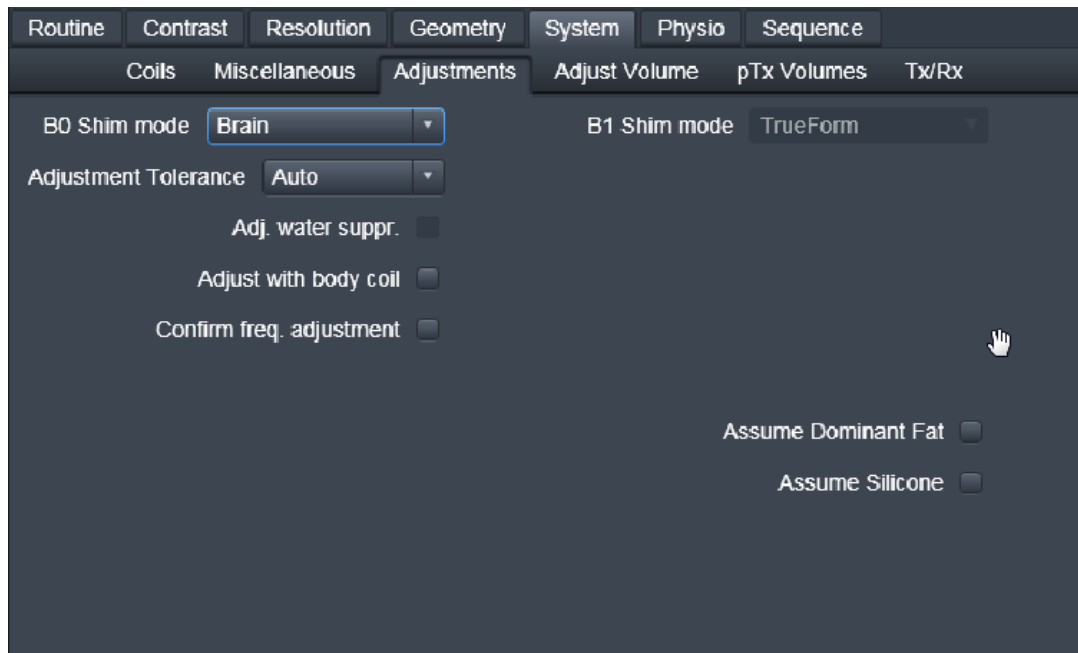 Routine Contrast Resolution Geometry System Physio Sequence
Coils Miscellaneous Adjustments Adjust Volume pTx Volumes Tx/Rx
B0 Shim mode Brain B1 Shim mode TrueForm
Adjustment Tolerance Auto
Adj. water suppr.
Adjust with body coil
Confirm freq. adjustment
Assume Dominant Fat
Assume Silicone